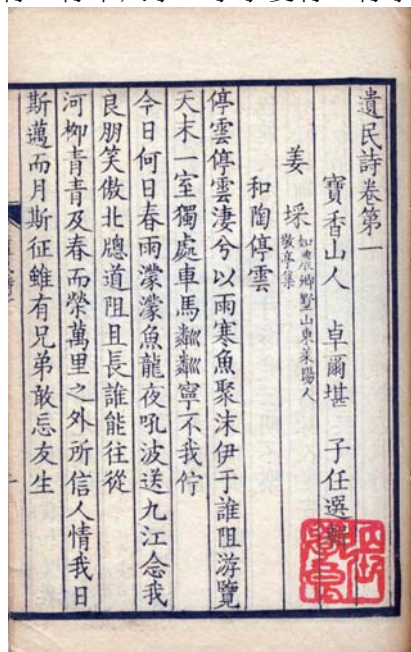 遺民詩卷第一
寶香山人 卓爾堪 子任選輯
姜埰 如農鄉墅山東萊陽人 敬亭集
和陶停雲
停雲停雲淒兮以雨寒魚聚沫伊于誰阻游覽
天末一室獨處車馬粼粼寧不我佇
今日何日春雨濛濛魚龍夜吼波送九江念我
良朋笑傲北牕道阻且長誰能往從
河柳青青及春而榮萬里之外所信人情我日
斯邁而月斯征雖有兄弟敢忘友生